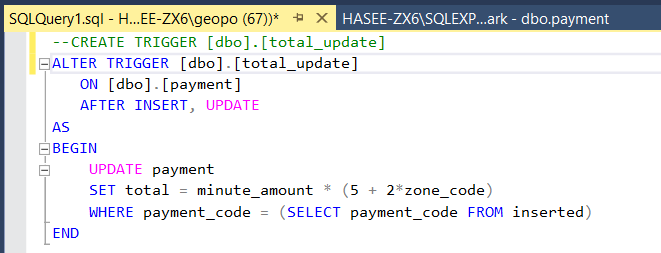 SQLQuery1.sql - H...EE-ZX6\geopo (67))*
HASEE-ZX6\SQLEXP...ark - dbo.payment
--CREATE TRIGGER [dbo].[total_update]
ALTER TRIGGER [dbo].[total_update]
ON [dbo].[payment]
AFTER INSERT, UPDATE
AS
BEGIN
UPDATE payment
SET total = minute_amount * (5 + 2*zone_code)
WHERE payment_code = (SELECT payment_code FROM inserted)
END